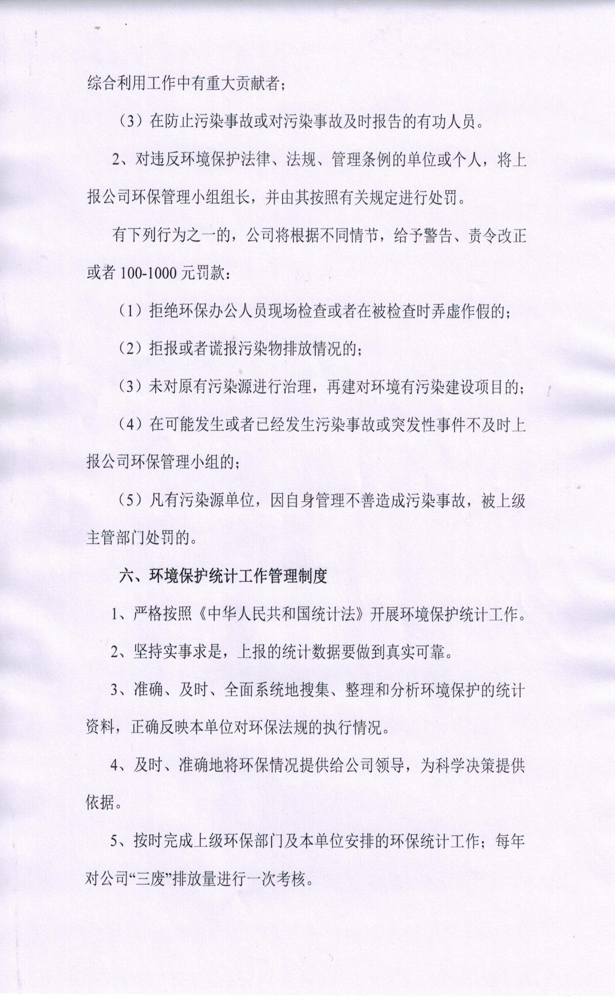 综合利用工作中有重大贡献者；
（3）在防止污染事故或对污染事故及时报告的有功人员。
2、对违反环境保护法律、法规、管理条例的单位或个人，将上
报公司环保管理小组组长，并由其按照有关规定进行处罚。
有下列行为之一的，公司将根据不同情节，给予警告、责令改正
或者 100-1000 元罚款：
（1）拒绝环保办公人员现场检查或者在被检查时弄虚作假的；
（2）拒报或者谎报污染物排放情况的；
（3）未对原有污染源进行治理，再建对环境有污染建设项目的；
（4）在可能发生或者已经发生污染事故或突发性事件不及时上
报公司环保管理小组的；
（5）凡有污染源单位，因自身管理不善造成污染事故，被上级
主管部门处罚的。
六、环境保护统计工作管理制度
1、严格按照《中华人民共和国统计法》开展环境保护统计工作。
2、坚持实事求是，上报的统计数据要做到真实可靠。
3、准确、及时、全面系统地搜集、整理和分析环境保护的统计
资料，正确反映本单位对环保法规的执行情况。
4、及时、准确地将环保情况提供给公司领导，为科学决策提供
依据。
5、按时完成上级环保部门及本单位安排的环保统计工作；每年
对公司“三废”排放量进行一次考核。